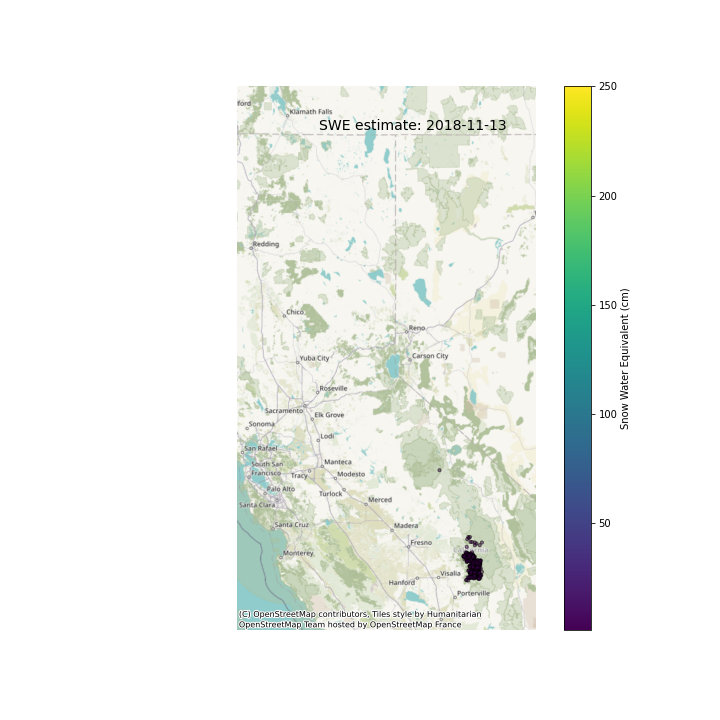 ford
Klamath Falls
SWE estimate: 2018-11-13
Redding
Chico
Reno
Yuba City
Carson City
Roseville
Sacramento
Elk Grove
Sonoma
Lodi
San Rafael
South San
Francisco
Manteca
Tracy
Modesto
Palo Alto
Turlock
Santa Clara
Merced
Santa Cruz
Madera
Fresno
Monterey
Visalia
Hanford
Porterville
(C) OpenStreetMap contributors, Tiles style by Humanitarian
OpenStreetMap Team hosted by OpenStreetMap France
250
200
150
100
50
Snow Water Equivalent (cm)